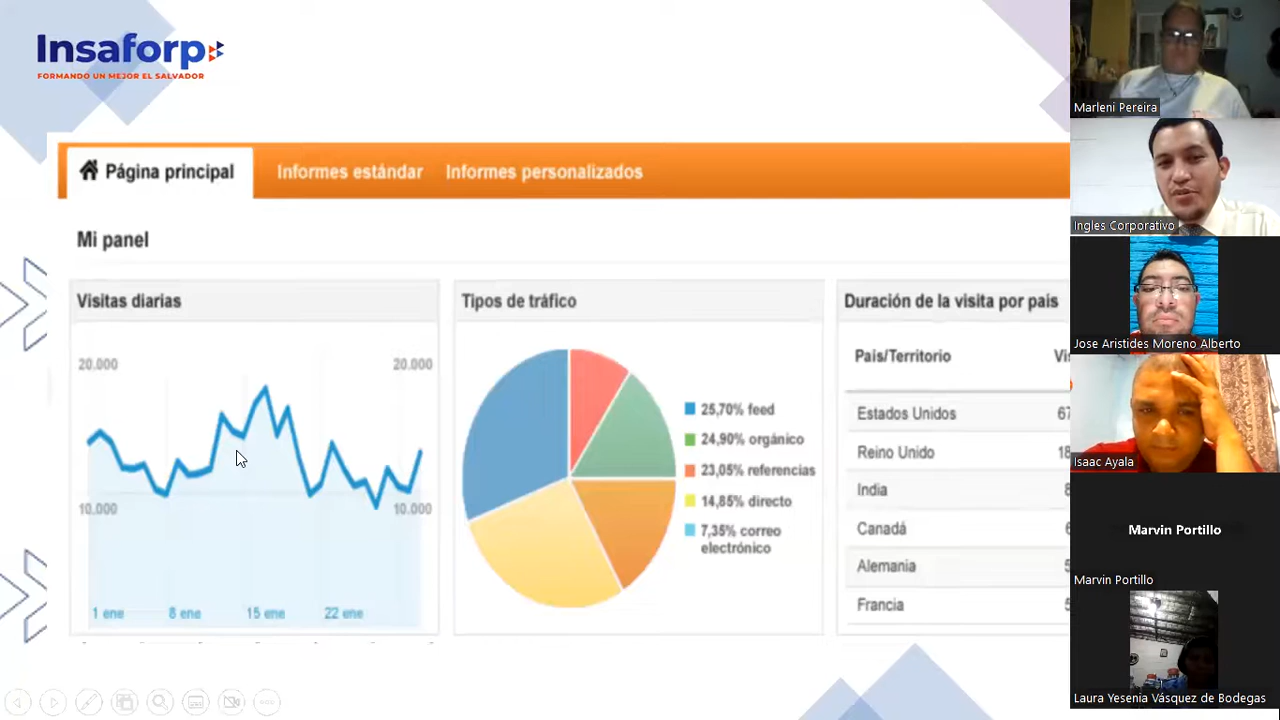 Insaforp
FORMANDO UN MEJOR EL SALVADOR
Página principal
Informes estándar
Informes personalizados
Mi panel
Visitas diarias
20.000
20.000
10.000
10.000
1 ene
8 ene
15 ene
22 ene
Tipos de tráfico
25,70% feed
24,90% orgánico
23,05% referencias
14,85% directo
7,35% correo
electrónico
Duración de la visita por país
País/Territorio
Estados Unidos
Reino Unido
India
Canadá
Alemania
Francia
Marleni Pereira
Ingles Corporativo
Jose Aristides Moreno Alberto
Isaac Ayala
Marvin Portillo
Marvin Portillo
Laura Yesenia Vásquez de Bodegas